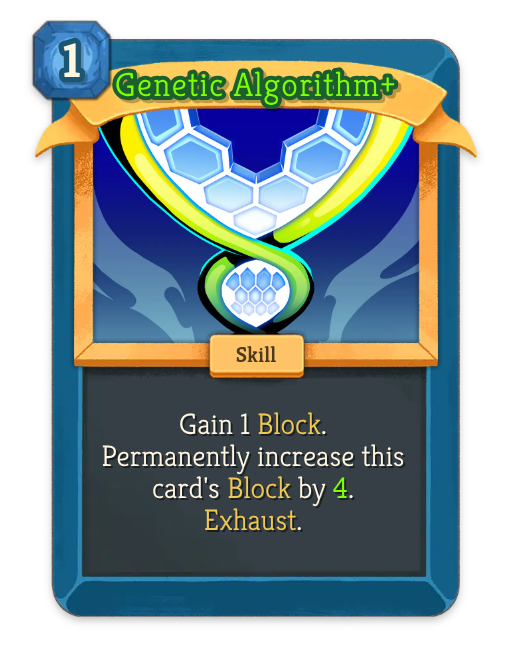 1
Genetic Algorithm+
Skill
Gain 1 Block.
Permanently increase this
card's Block by 4.
Exhaust.